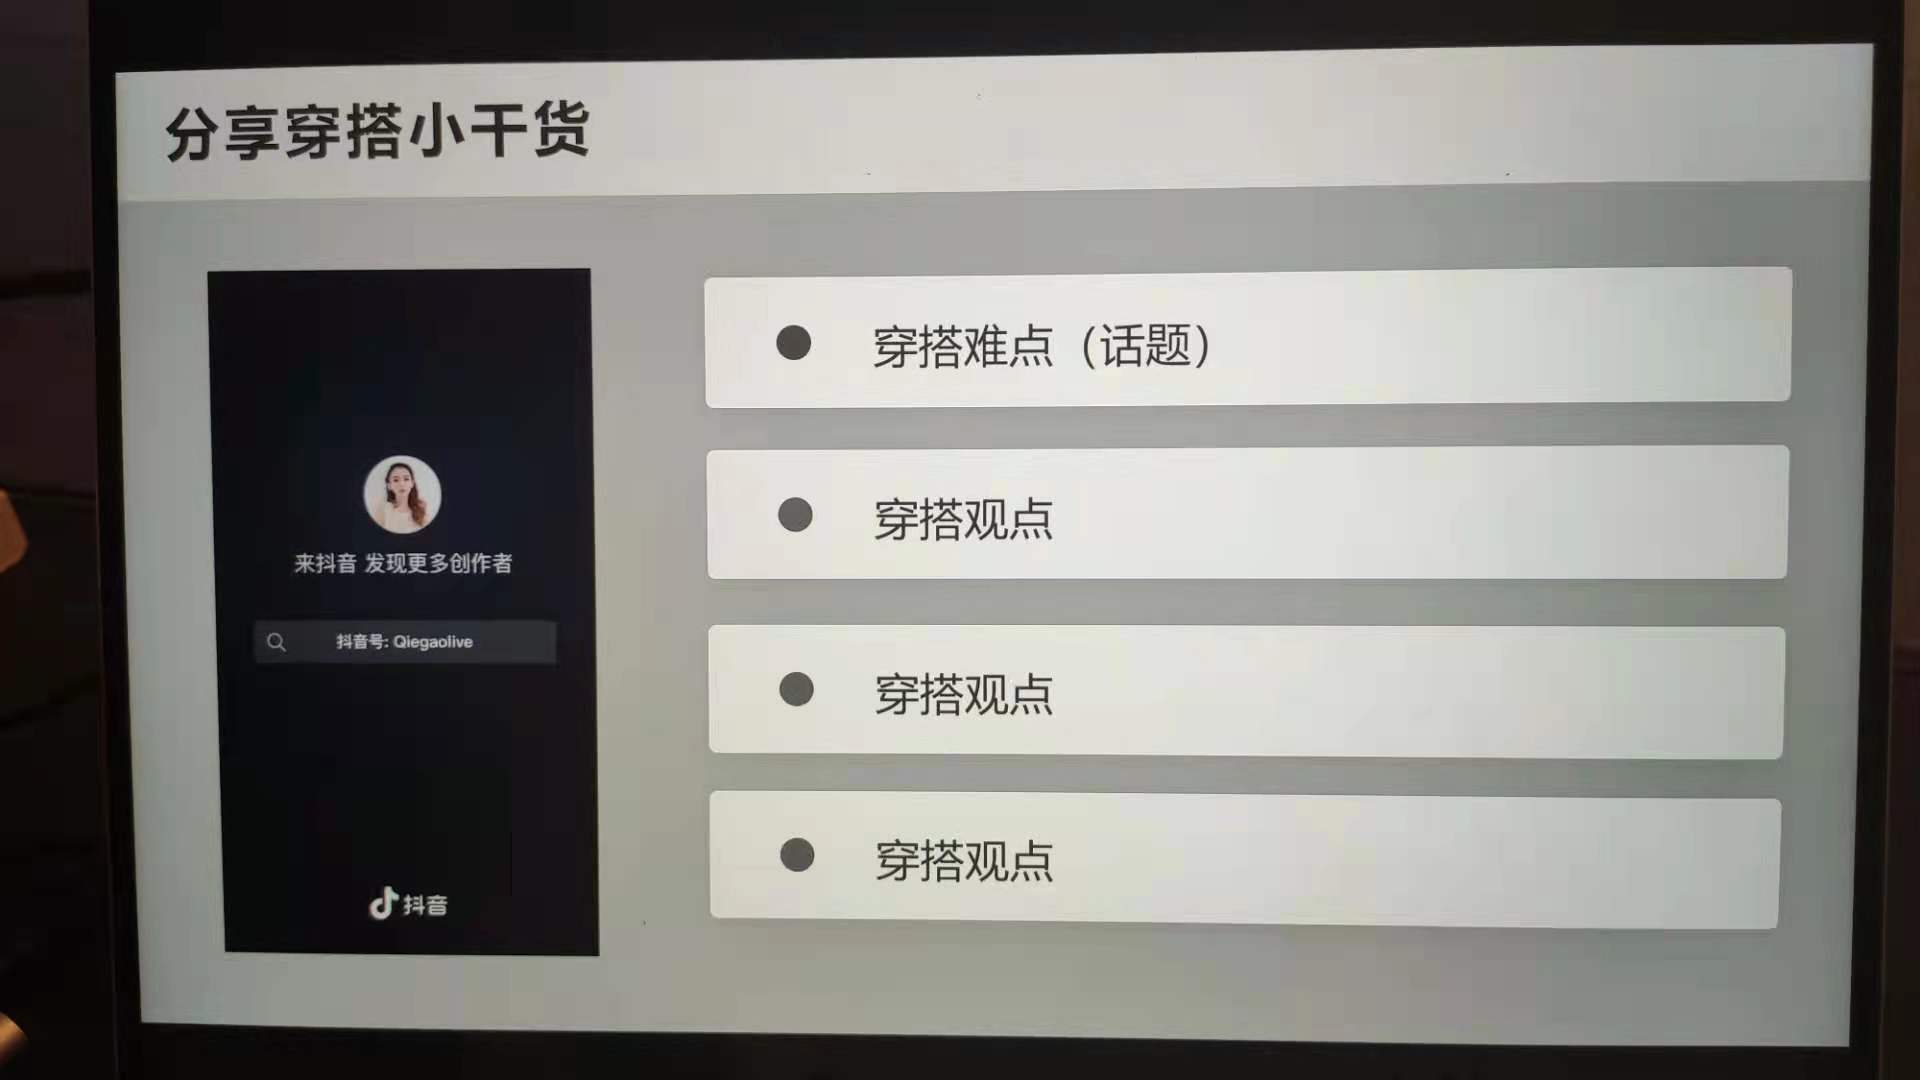 分享穿搭小干货
来抖音 发现更多创作者
抖音号: Qiegaolive
抖音
穿搭难点（话题）
穿搭观点
穿搭观点
穿搭观点